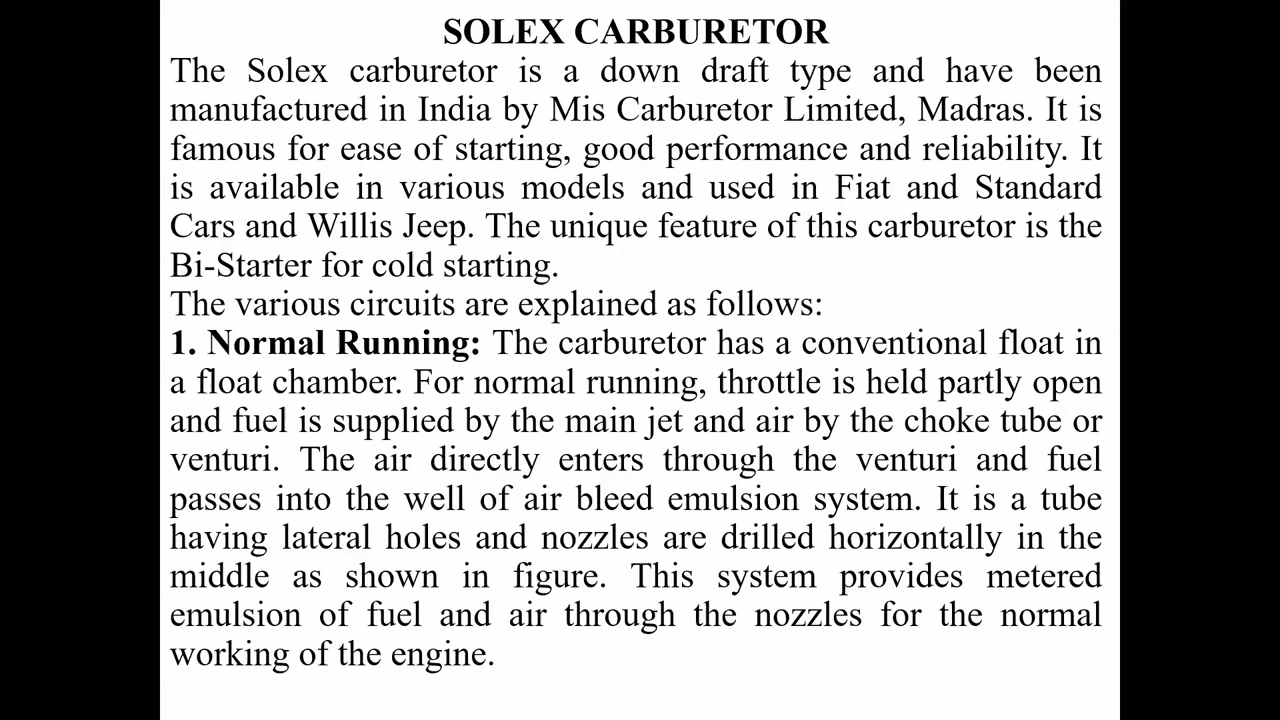 SOLEX CARBURETOR
The Solex carburetor is a down draft type and have been
manufactured in India by Mis Carburetor Limited, Madras. It is
famous for ease of starting, good performance and reliability. It
is available in various models and used in Fiat and Standard
Cars and Willis Jeep. The unique feature of this carburetor is the
Bi-Starter for cold starting.
The various circuits are explained as follows:
1. Normal Running: The carburetor has a conventional float in
a float chamber. For normal running, throttle is held partly open
and fuel is supplied by the main jet and air by the choke tube or
venturi. The air directly enters through the venturi and fuel
passes into the well of air bleed emulsion system. It is a tube
having lateral holes and nozzles are drilled horizontally in the
middle as shown in figure. This system provides metered
emulsion of fuel and air through the nozzles for the normal
working of the engine.